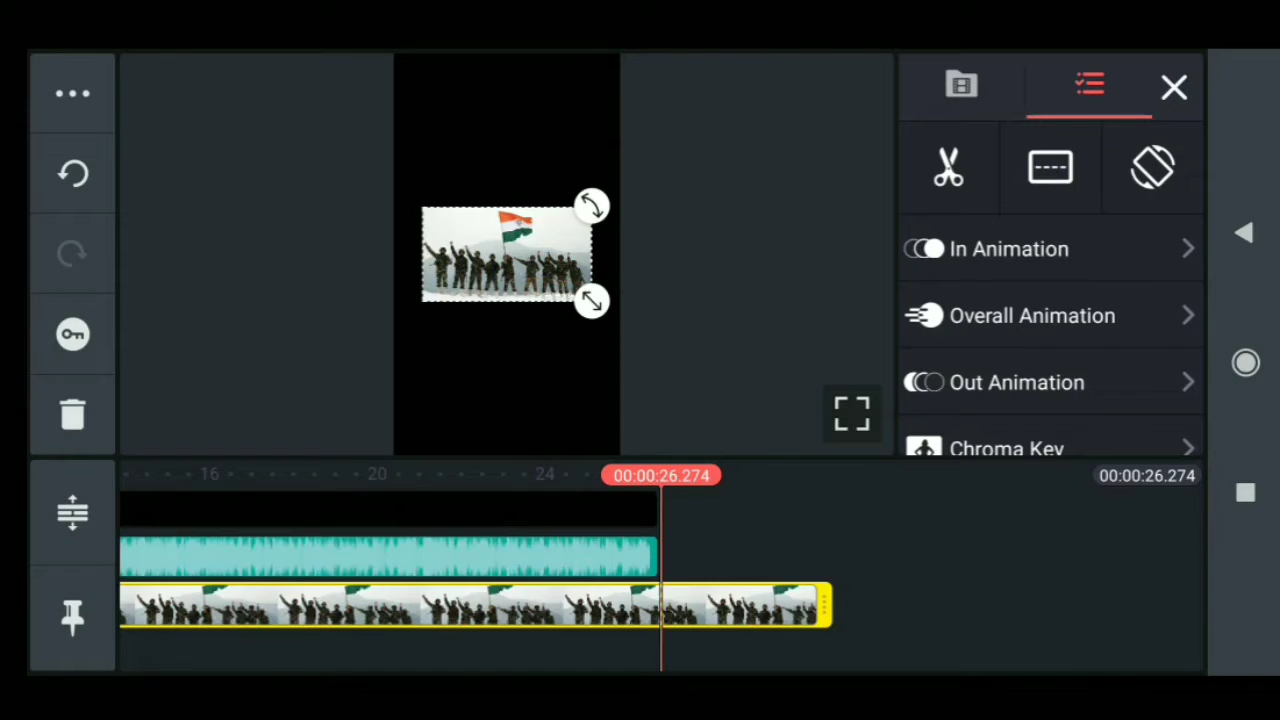 In Animation
Overall Animation
Out Animation
Chroma Key
16
20
24
00:00:26.274
00:00:26.274